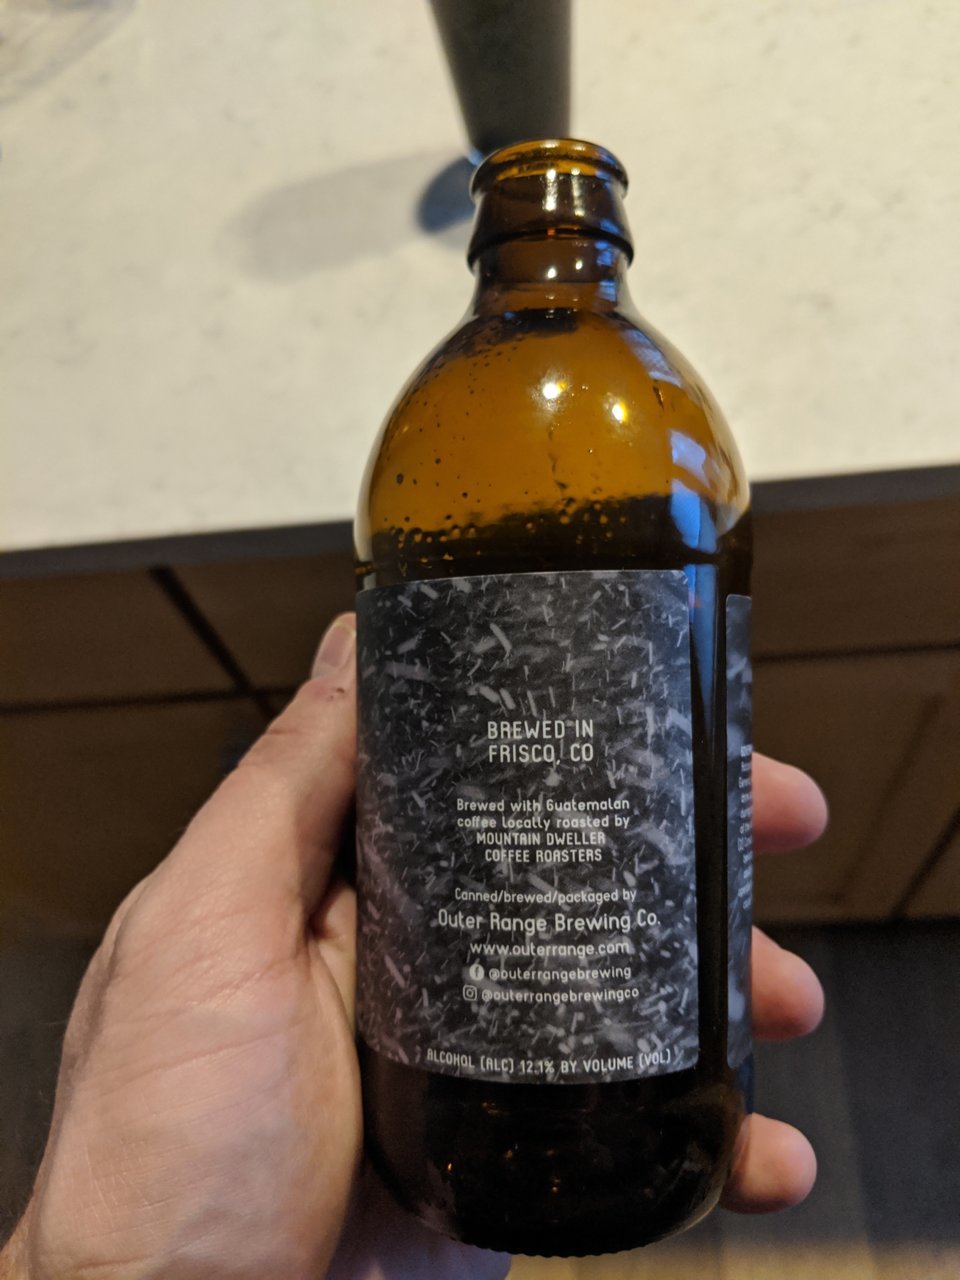 BREWED IN
FRISCO, CO
Brewed with Guatemalan
coffee locally roasted by
MOUNTAIN DWELLER
COFFEE ROASTERS
Canned/brewed/packaged by
Outer Range Brewing Co.
www.outerrange.com
@outerrangebrewing
@outerrangebrewingco
ALCOHOL (ALC) 12.1% BY VOLUME (VOL)